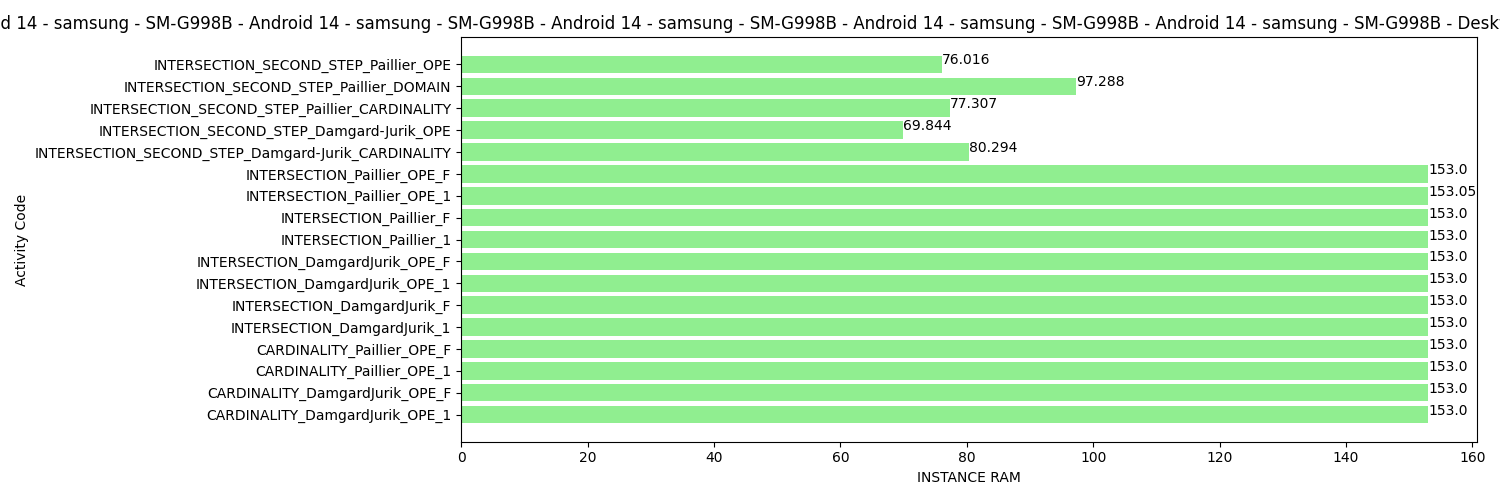 d 14 - samsung - SM-G998B - Android 14 - samsung - SM-G998B - Android 14 - samsung - SM-G998B - Android 14 - samsung - SM-G998B - Android 14 - samsung - SM-G998B - Desk
INTERSECTION_SECOND_STEP_Paillier_OPE 76.016
INTERSECTION_SECOND_STEP_Paillier_DOMAIN 97.288
INTERSECTION_SECOND_STEP_Paillier_CARDINALITY 77.307
INTERSECTION_SECOND_STEP_Damgard-Jurik_OPE 69.844
INTERSECTION_SECOND_STEP_Damgard-Jurik_CARDINALITY 80.294
INTERSECTION_Paillier_OPE_F 153.0
INTERSECTION_Paillier_OPE_1 153.05
INTERSECTION_Paillier_F 153.0
INTERSECTION_Paillier_1 153.0
INTERSECTION_DamgardJurik_OPE_F 153.0
INTERSECTION_DamgardJurik_OPE_1 153.0
INTERSECTION_DamgardJurik_F 153.0
INTERSECTION_DamgardJurik_1 153.0
CARDINALITY_Paillier_OPE_F 153.0
CARDINALITY_Paillier_OPE_1 153.0
CARDINALITY_DamgardJurik_OPE_F 153.0
CARDINALITY_DamgardJurik_OPE_1 153.0
Activity Code
0 20 40 60 80 100 120 140 160
INSTANCE RAM